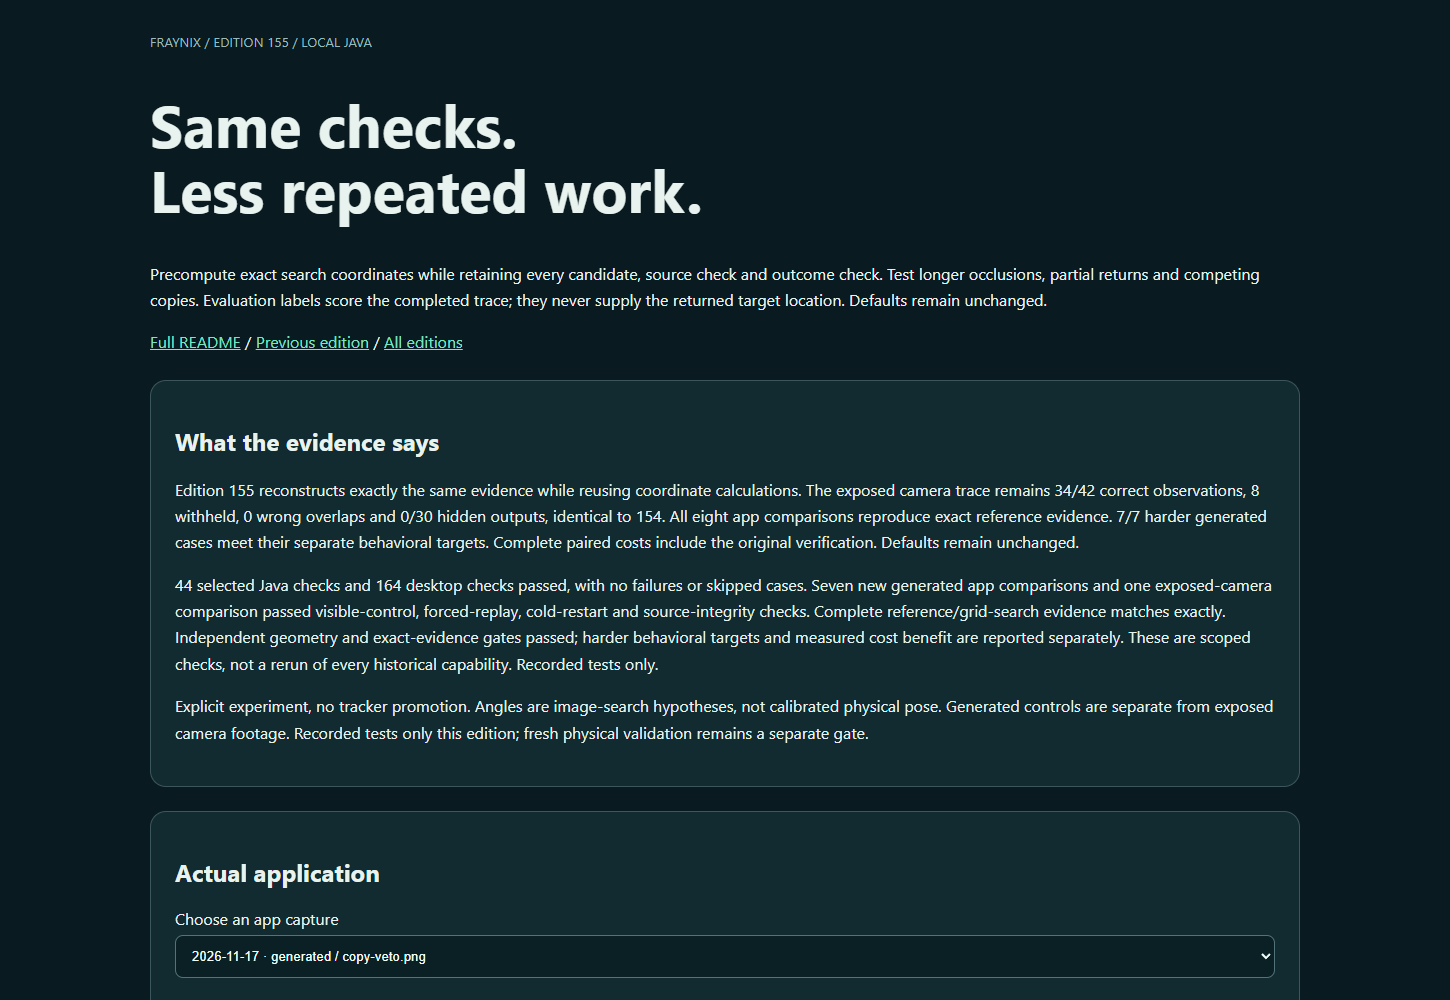 FRAYNIX / EDITION 155 / LOCAL JAVA
Same checks.
Less repeated work.
Precompute exact search coordinates while retaining every candidate, source check and outcome check. Test longer occlusions, partial returns and competing
copies. Evaluation labels score the completed trace; they never supply the returned target location. Defaults remain unchanged.
Full README / Previous edition / All editions
What the evidence says
Edition 155 reconstructs exactly the same evidence while reusing coordinate calculations. The exposed camera trace remains 34/42 correct observations, 8
withheld, 0 wrong overlaps and 0/30 hidden outputs, identical to 154. All eight app comparisons reproduce exact reference evidence. 7/7 harder generated
cases meet their separate behavioral targets. Complete paired costs include the original verification. Defaults remain unchanged.
44 selected Java checks and 164 desktop checks passed, with no failures or skipped cases. Seven new generated app comparisons and one exposed-camera
comparison passed visible-control, forced-replay, cold-restart and source-integrity checks. Complete reference/grid-search evidence matches exactly.
Independent geometry and exact-evidence gates passed; harder behavioral targets and measured cost benefit are reported separately. These are scoped
checks, not a rerun of every historical capability. Recorded tests only.
Explicit experiment, no tracker promotion. Angles are image-search hypotheses, not calibrated physical pose. Generated controls are separate from exposed
camera footage. Recorded tests only this edition; fresh physical validation remains a separate gate.
Actual application
Choose an app capture
2026-11-17 · generated / copy-veto.png